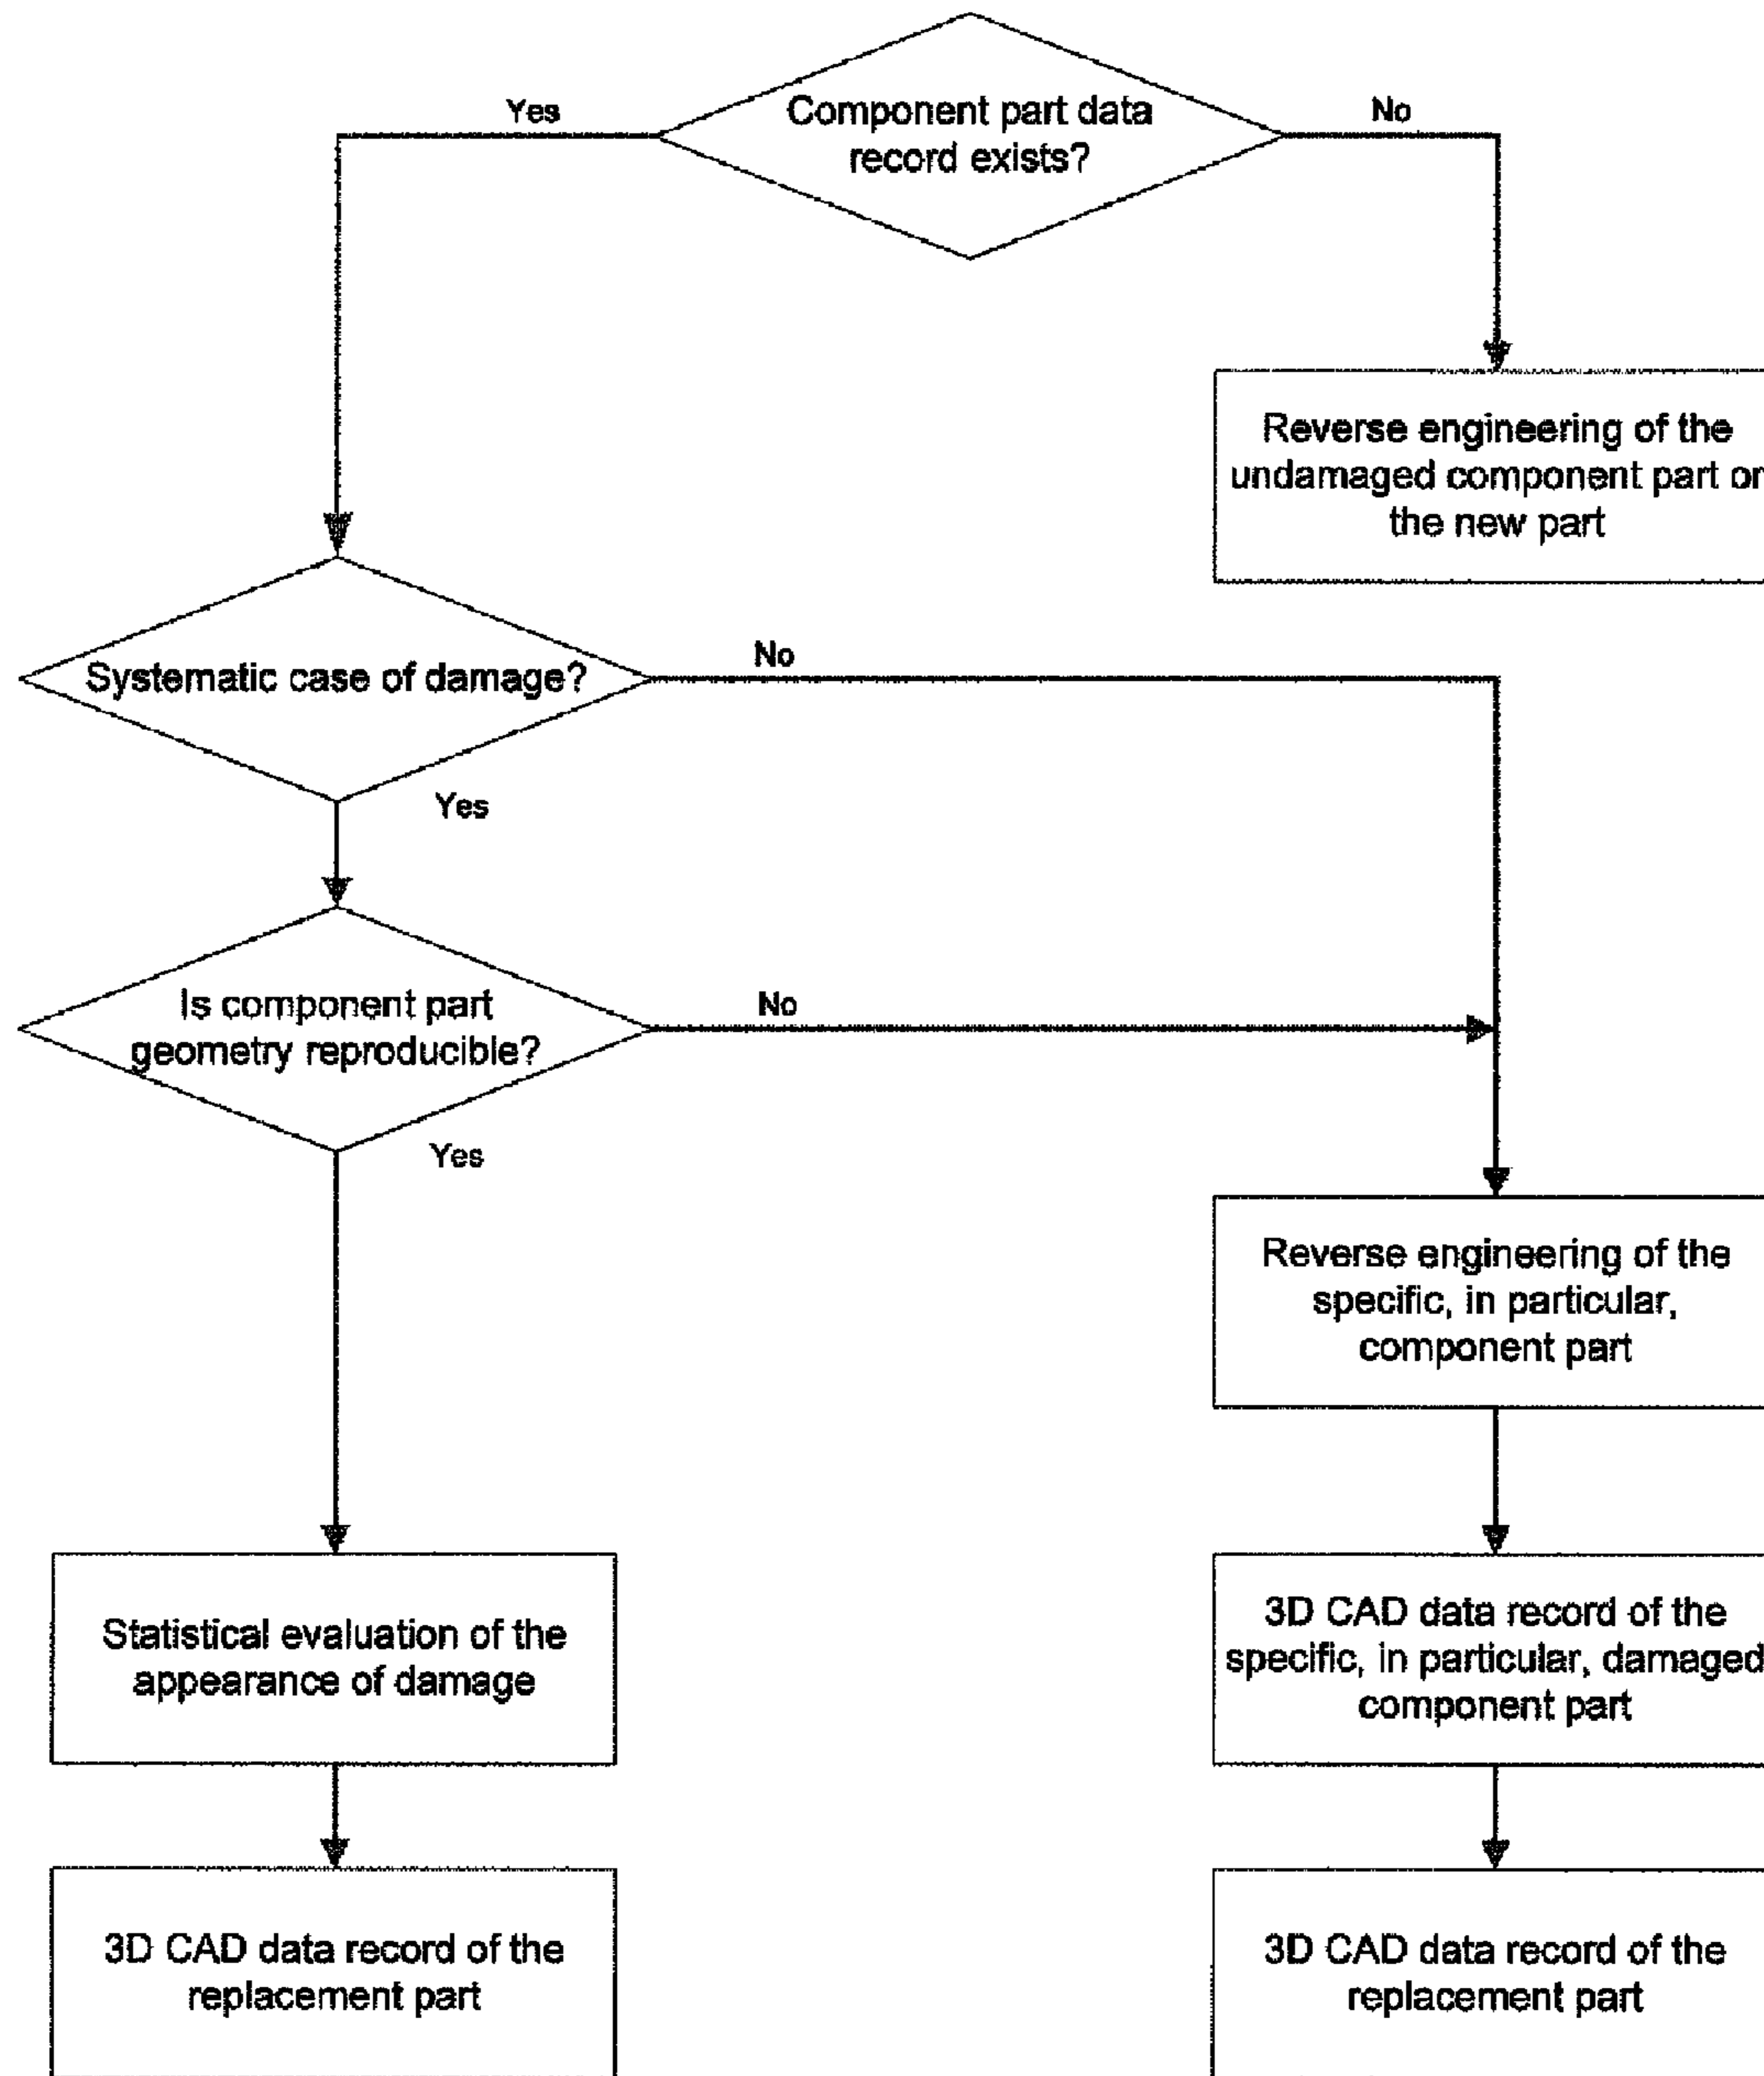 Component part data
record exists?
Yes
No
Reverse engineering of the
undamaged component part or
the new part
Systematic case of damage?
No
Yes
Is component part
geometry reproducible?
No
Yes
Reverse engineering of the
specific, in particular,
component part
Statistical evaluation of the
appearance of damage
3D CAD data record of the
specific, in particular, damaged
component part
3D CAD data record of the
replacement part
3D CAD data record of the
replacement part